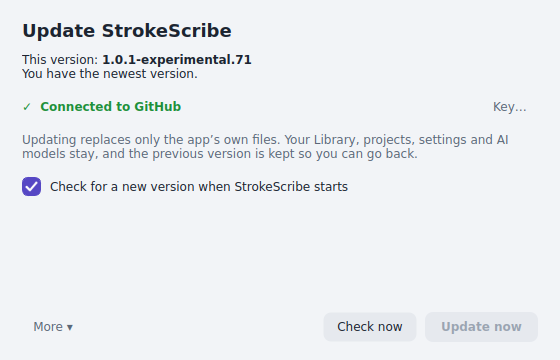 Update StrokeScribe
This version: 1.0.1-experimental.71
You have the newest version.
✓ Connected to GitHub
Key…
Updating replaces only the app’s own files. Your Library, projects, settings and AI
models stay, and the previous version is kept so you can go back.
Check for a new version when StrokeScribe starts
More ▾
Check now
Update now